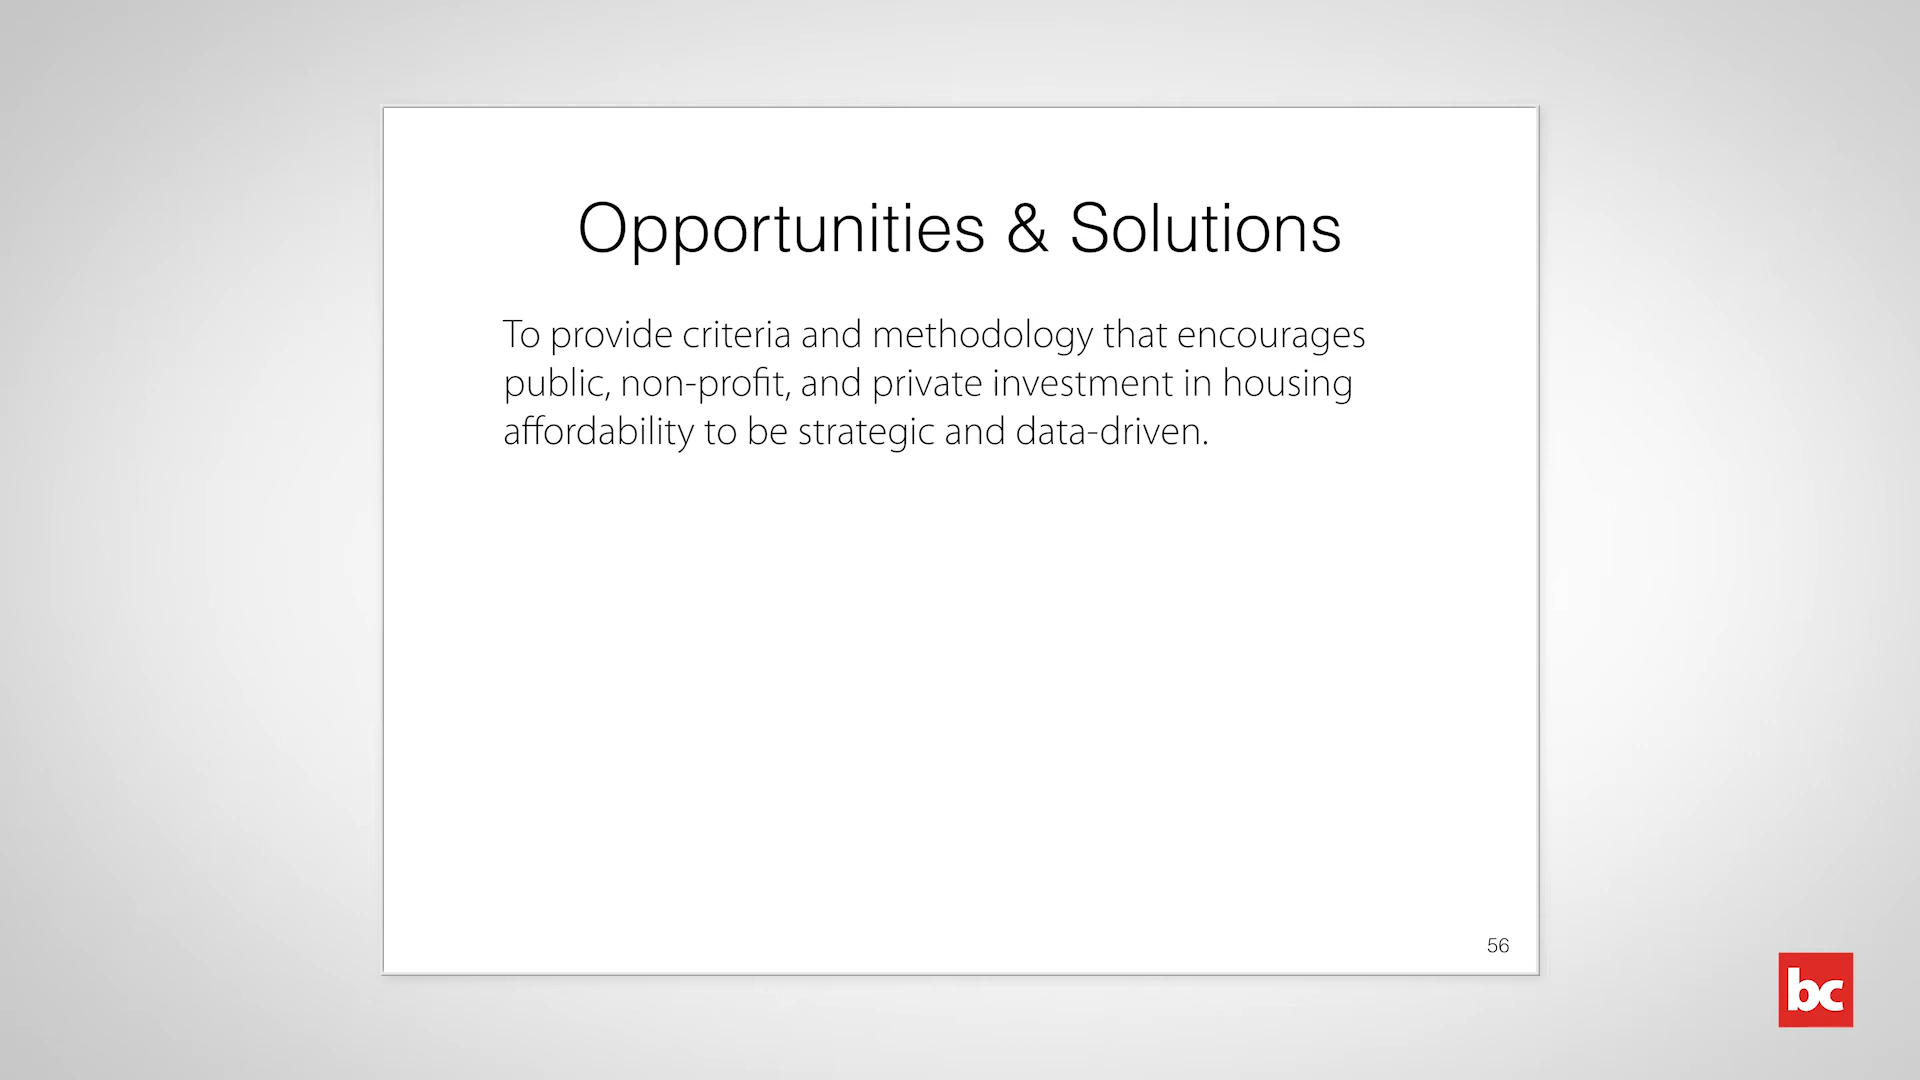 Opportunities & Solutions
To provide criteria and methodology that encourages
public, non-profit, and private investment in housing
affordability to be strategic and data-driven.
56
bc